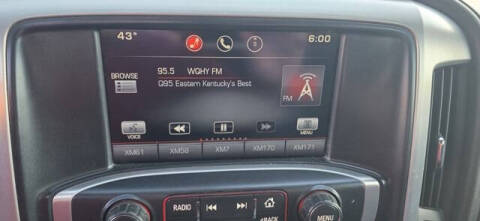 43°
6:00
95.5 WQHY FM
BROWSE
Q95 Eastern Kentucky's Best
FM
VOICE
MENU
XM61 XM58 XM7 XM170 XM171
RADIO
MENU
BACK